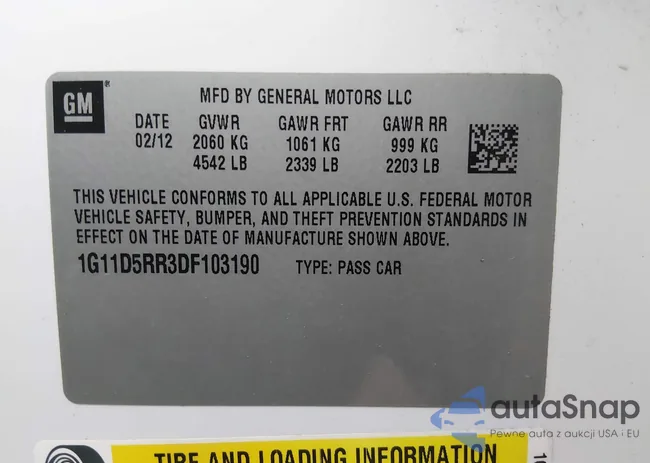 GM
MFD BY GENERAL MOTORS LLC
DATE GVWR GAWR FRT GAWR RR
02/12 2060 KG 1061 KG 999 KG
4542 LB 2339 LB 2203 LB
THIS VEHICLE CONFORMS TO ALL APPLICABLE U.S. FEDERAL MOTOR
VEHICLE SAFETY, BUMPER, AND THEFT PREVENTION STANDARDS IN
EFFECT ON THE DATE OF MANUFACTURE SHOWN ABOVE.
1G11D5RR3DF103190 TYPE: PASS CAR
autaSnap
Pewne auta z aukcji USA i EU
TIRE AND LOADING INFORMATION